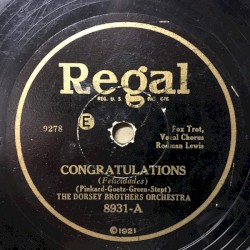 Regal
REG. U. S. PAT. OFF.
9278
E
Fox Trot,
Vocal Chorus
Rodman Lewis
CONGRATULATIONS
(Felicidades)
(Pinkard-Goetz-Green-Stept)
THE DORSEY BROTHERS ORCHESTRA
8931-A
©1921